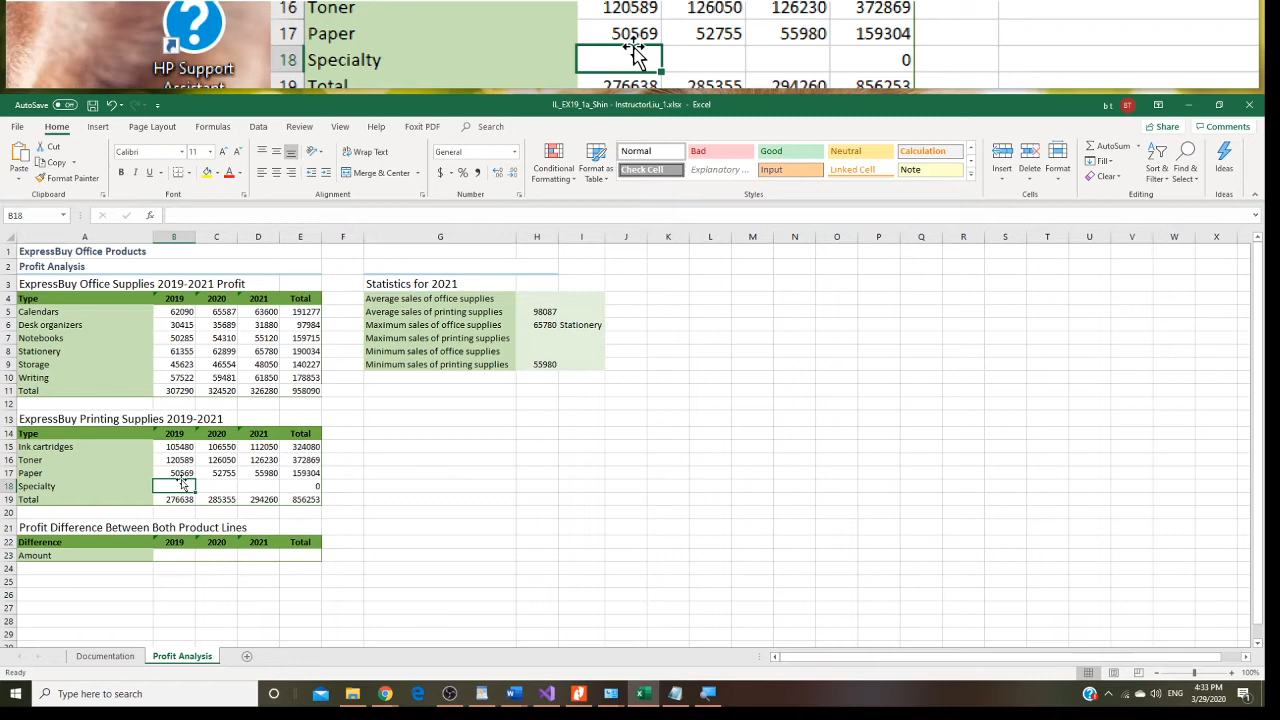 16 Toner 120589 126050 126230 372869
17 Paper 50569 52755 55980 159304
18 Specialty 0
19 Total 276638 285355 294260 856253
HP Support
Assistant
AutoSave Off IL_EX19_1a_Shin - InstructorLiu_1.xlsx - Excel b t BT
File Home Insert Page Layout Formulas Data Review View Help Foxit PDF Search Share Comments
Paste Cut Copy Format Painter
Calibri 11 Wrap Text General
B I U A Merge & Center $ % ,
Conditional Formatting Format as Table
Normal Bad Good Neutral Calculation
Check Cell Explanatory ... Input Linked Cell Note
Insert Delete Format
AutoSum Fill Clear Sort & Filter Find & Select Ideas
Clipboard Font Alignment Number Styles Cells Editing Ideas
B18 fx
A B C D E F G H I J K L M N O P Q R S T U V W X
1 ExpressBuy Office Products
2 Profit Analysis
3 ExpressBuy Office Supplies 2019-2021 Profit Statistics for 2021
4 Type 2019 2020 2021 Total Average sales of office supplies
5 Calendars 62090 65587 63600 191277 Average sales of printing supplies 98087
6 Desk organizers 30415 35689 31880 97984 Maximum sales of office supplies 65780 Stationery
7 Notebooks 50285 54310 55120 159715 Maximum sales of printing supplies
8 Stationery 61355 62899 65780 190034 Minimum sales of office supplies
9 Storage 45623 46554 48050 140227 Minimum sales of printing supplies 55980
10 Writing 57522 59481 61850 178853
11 Total 307290 324520 326280 958090
12
13 ExpressBuy Printing Supplies 2019-2021
14 Type 2019 2020 2021 Total
15 Ink cartridges 105480 106550 112050 324080
16 Toner 120589 126050 126230 372869
17 Paper 50569 52755 55980 159304
18 Specialty 0
19 Total 276638 285355 294260 856253
20
21 Profit Difference Between Both Product Lines
22 Difference 2019 2020 2021 Total
23 Amount
24
25
26
27
28
29
Documentation Profit Analysis
Ready 100%
Type here to search ENG 4:33 PM
3/29/2020